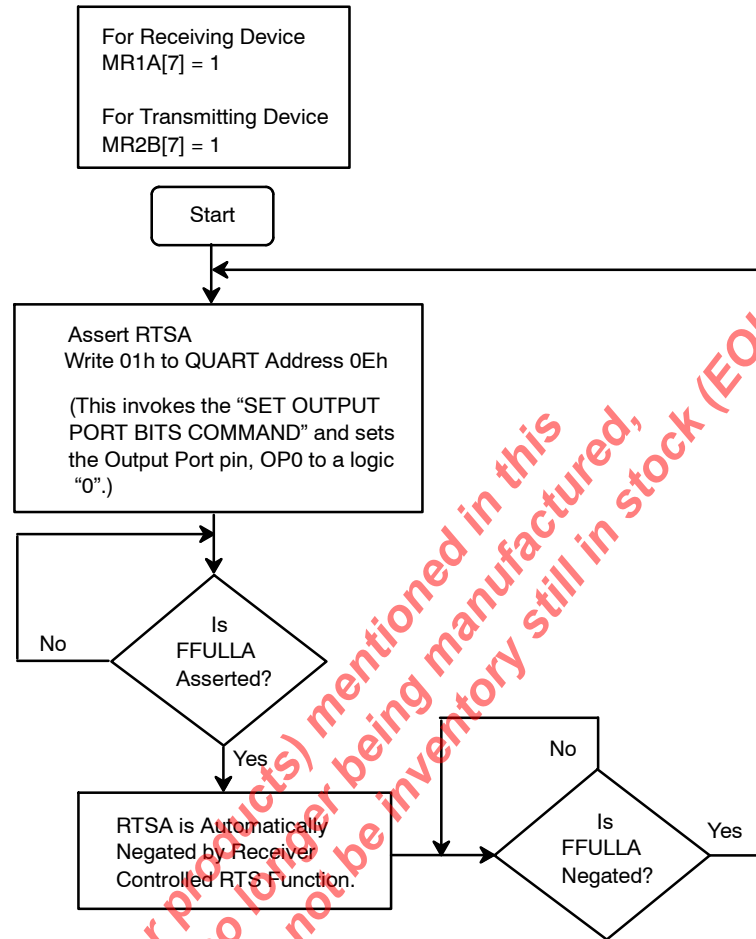 For Receiving Device
MR1A[7] = 1
For Transmitting Device
MR2B[7] = 1
Start
Assert RTSA
Write 01h to QUART Address 0Eh
(This invokes the “SET OUTPUT
PORT BITS COMMAND” and sets
the Output Port pin, OP0 to a logic
“0”.)
Is
FFULLA
Asserted?
No
Yes
RTSA is Automatically
Negated by Receiver
Controlled RTS Function.
Is
FFULLA
Negated?
No
Yes
r products) mentioned in this
o longer being manufactured,
not be inventory still in stock (EOL